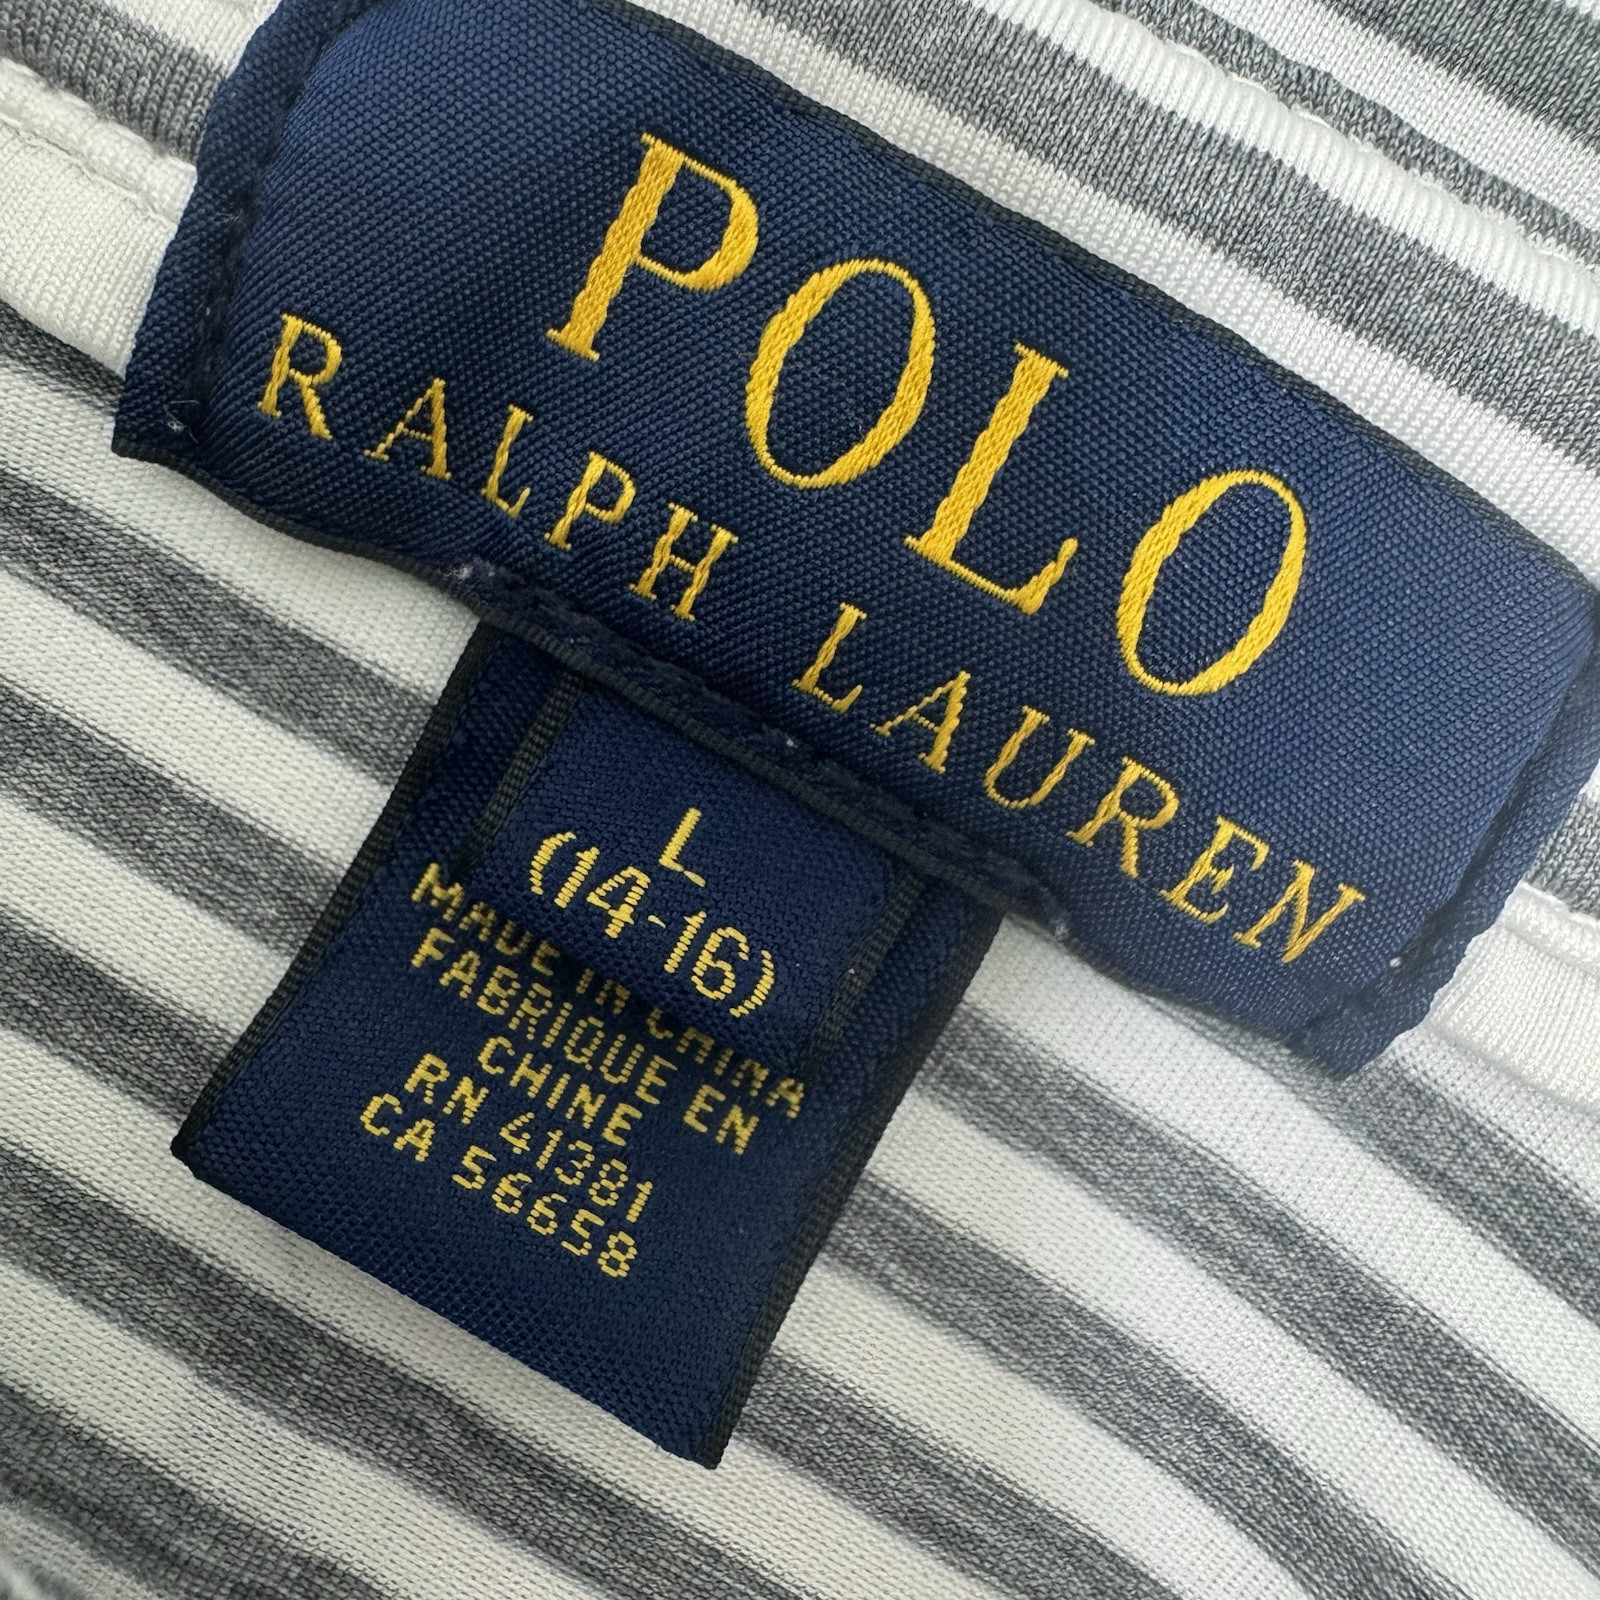 POLO
RALPH LAUREN
L
(14-16)
MADE IN CHINA
FABRIQUE EN
CHINE
RN 41381
CA 56658